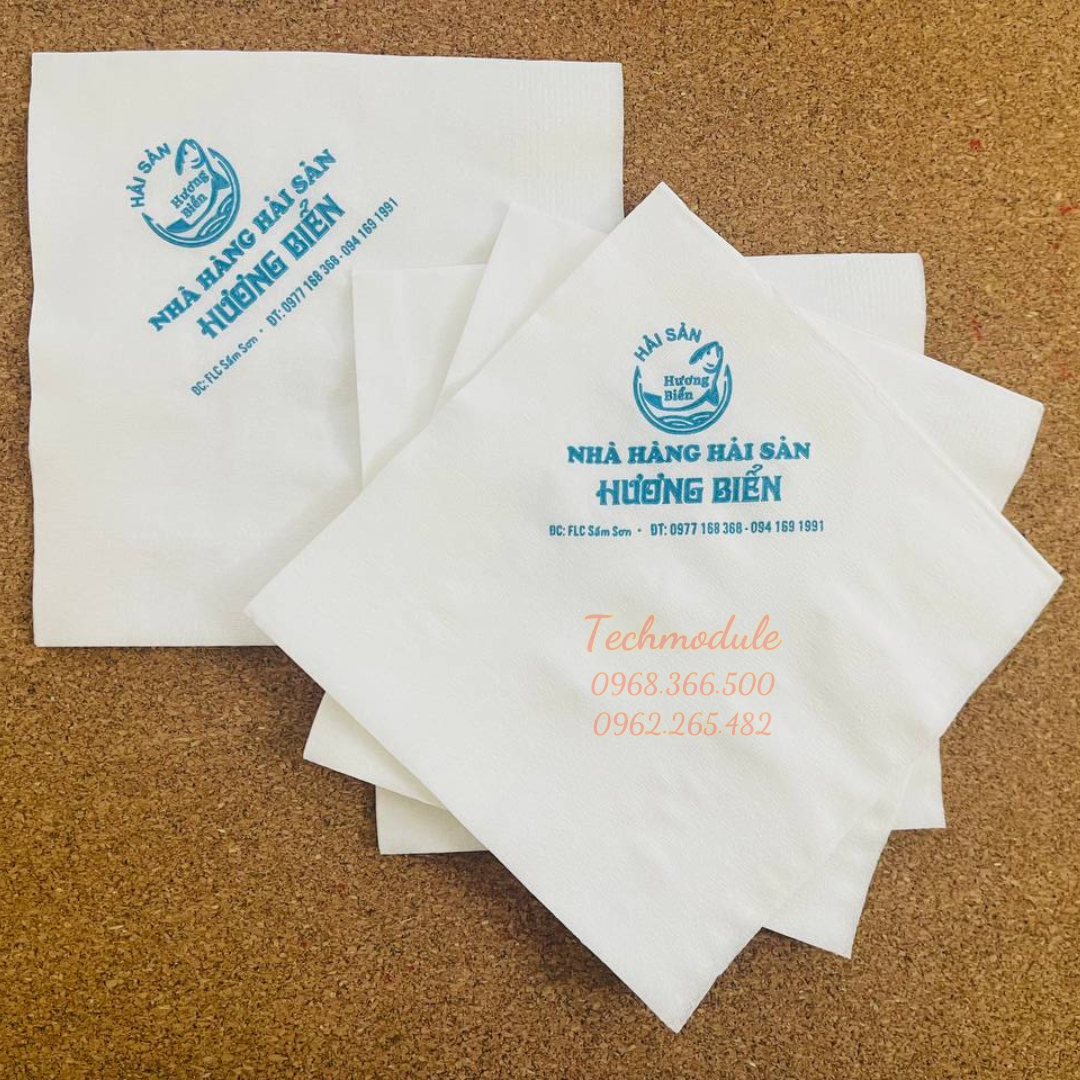 HẢI SẢN
Hương
Biển
NHÀ HÀNG HẢI SẢN
HƯƠNG BIỂN
ĐC: FLC Sầm Sơn • ĐT: 0977 168 368 - 094 169 1991
HẢI SẢN
Hương
Biển
NHÀ HÀNG HẢI SẢN
HƯƠNG BIỂN
ĐC: FLC Sầm Sơn • ĐT: 0977 168 368 - 094 169 1991
Techmodule
0968.366.500
0962.265.482